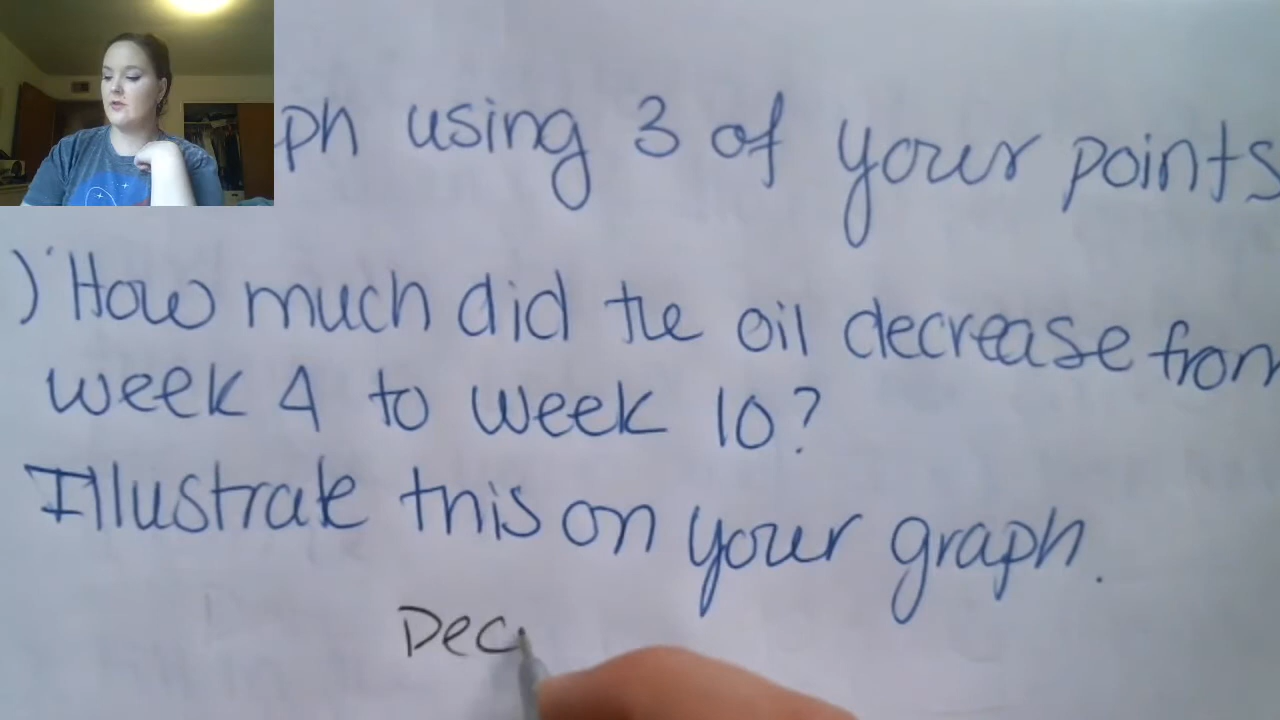 ph using 3 of your points
) How much did the oil decrease from
week 4 to week 10?
Illustrate this on your graph.
Dec